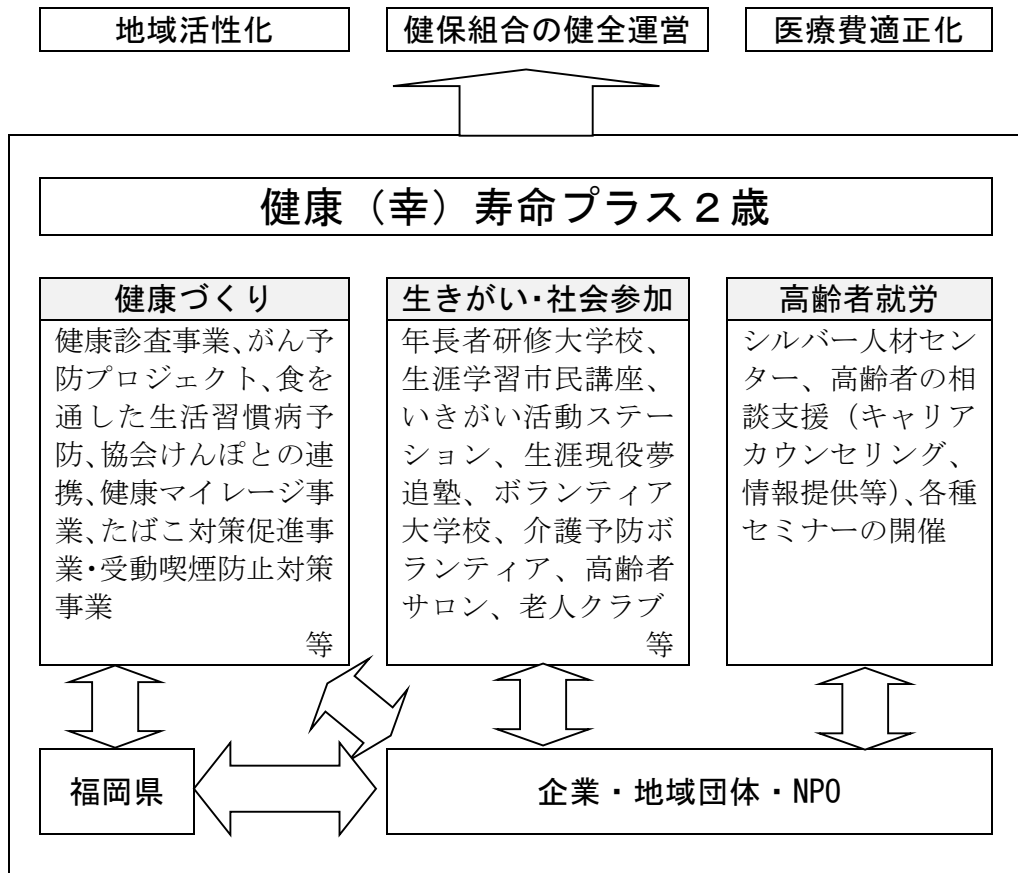 地域活性化
健保組合の健全運営
医療費適正化
健康（幸）寿命プラス２歳
健康づくり
健康診査事業、がん予
防プロジェクト、食を
通した生活習慣病予
防、協会けんぽとの連
携、健康マイレージ事
業、たばこ対策促進事
業・受動喫煙防止対策
事業
等
生きがい・社会参加
年長者研修大学校、
生涯学習市民講座、
いきがい活動ステー
ション、生涯現役夢
追塾、ボランティア
大学校、介護予防ボ
ランティア、高齢者
サロン、老人クラブ
等
高齢者就労
シルバー人材セン
ター、高齢者の相
談支援（キャリア
カウンセリング、
情報提供等）、各種
セミナーの開催
福岡県
企業・地域団体・NPO